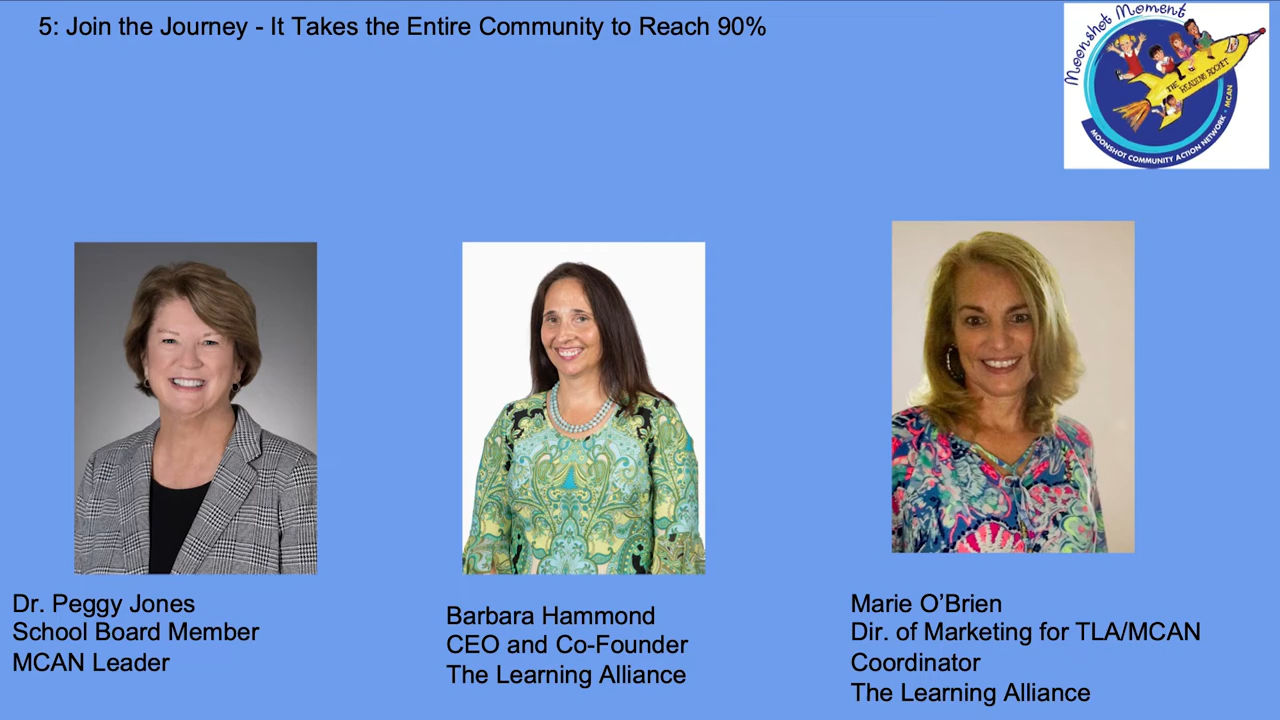 5: Join the Journey - It Takes the Entire Community to Reach 90%
Moonshot Moment
THE READING ROCKET
MOONSHOT COMMUNITY ACTION NETWORK • MCAN
Dr. Peggy Jones
School Board Member
MCAN Leader
Barbara Hammond
CEO and Co-Founder
The Learning Alliance
Marie O’Brien
Dir. of Marketing for TLA/MCAN
Coordinator
The Learning Alliance